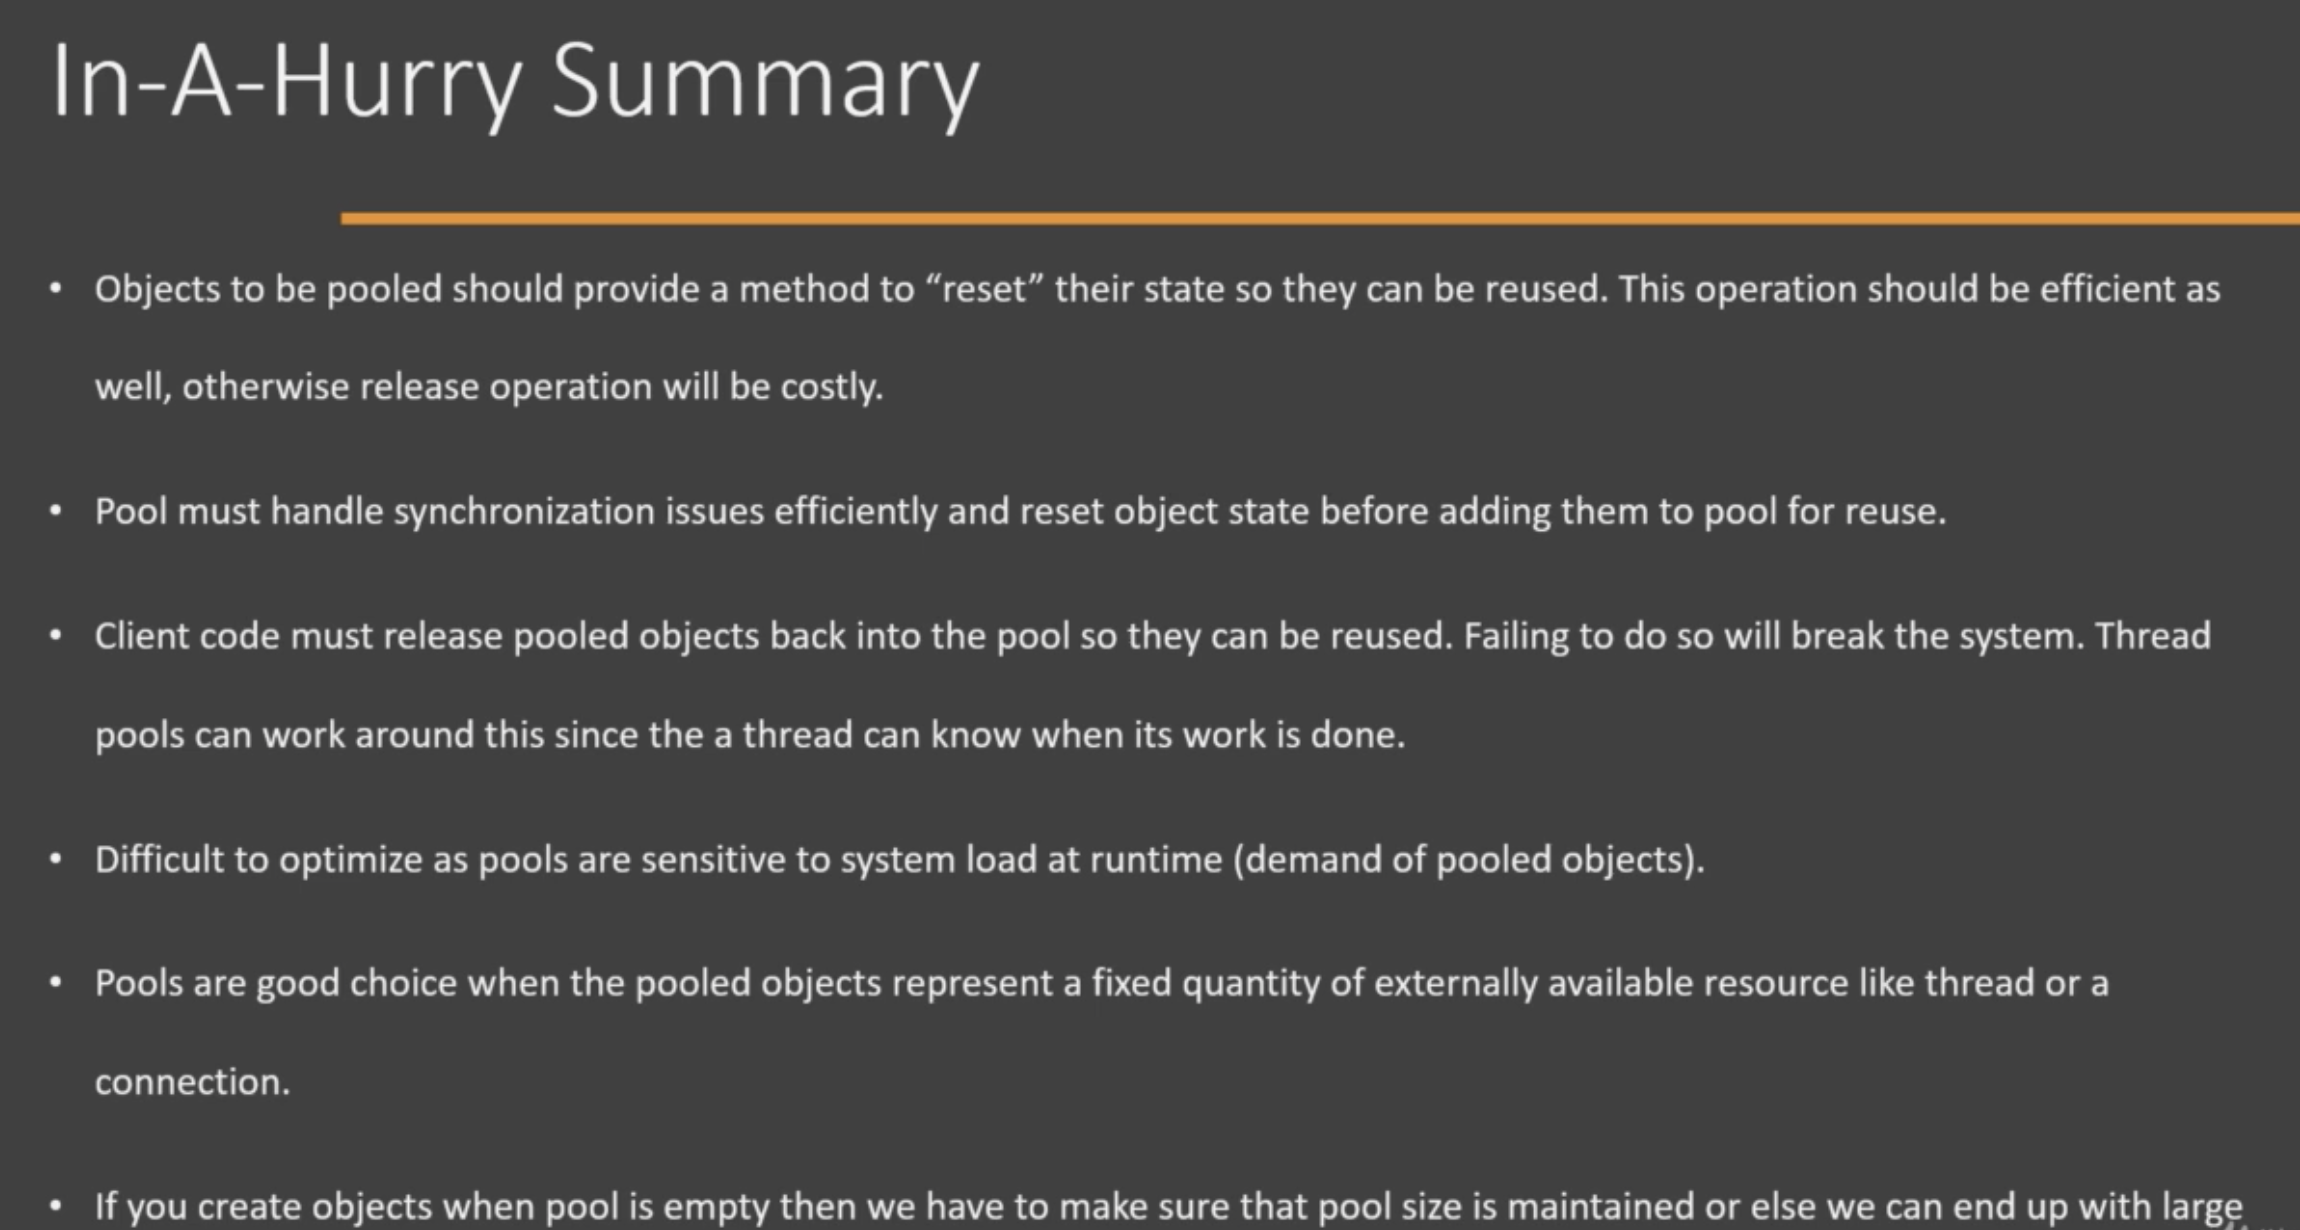 In-A-Hurry Summary
• Objects to be pooled should provide a method to “reset” their state so they can be reused. This operation should be efficient as
well, otherwise release operation will be costly.
• Pool must handle synchronization issues efficiently and reset object state before adding them to pool for reuse.
• Client code must release pooled objects back into the pool so they can be reused. Failing to do so will break the system. Thread
pools can work around this since the a thread can know when its work is done.
• Difficult to optimize as pools are sensitive to system load at runtime (demand of pooled objects).
• Pools are good choice when the pooled objects represent a fixed quantity of externally available resource like thread or a
connection.
• If you create objects when pool is empty then we have to make sure that pool size is maintained or else we can end up with large